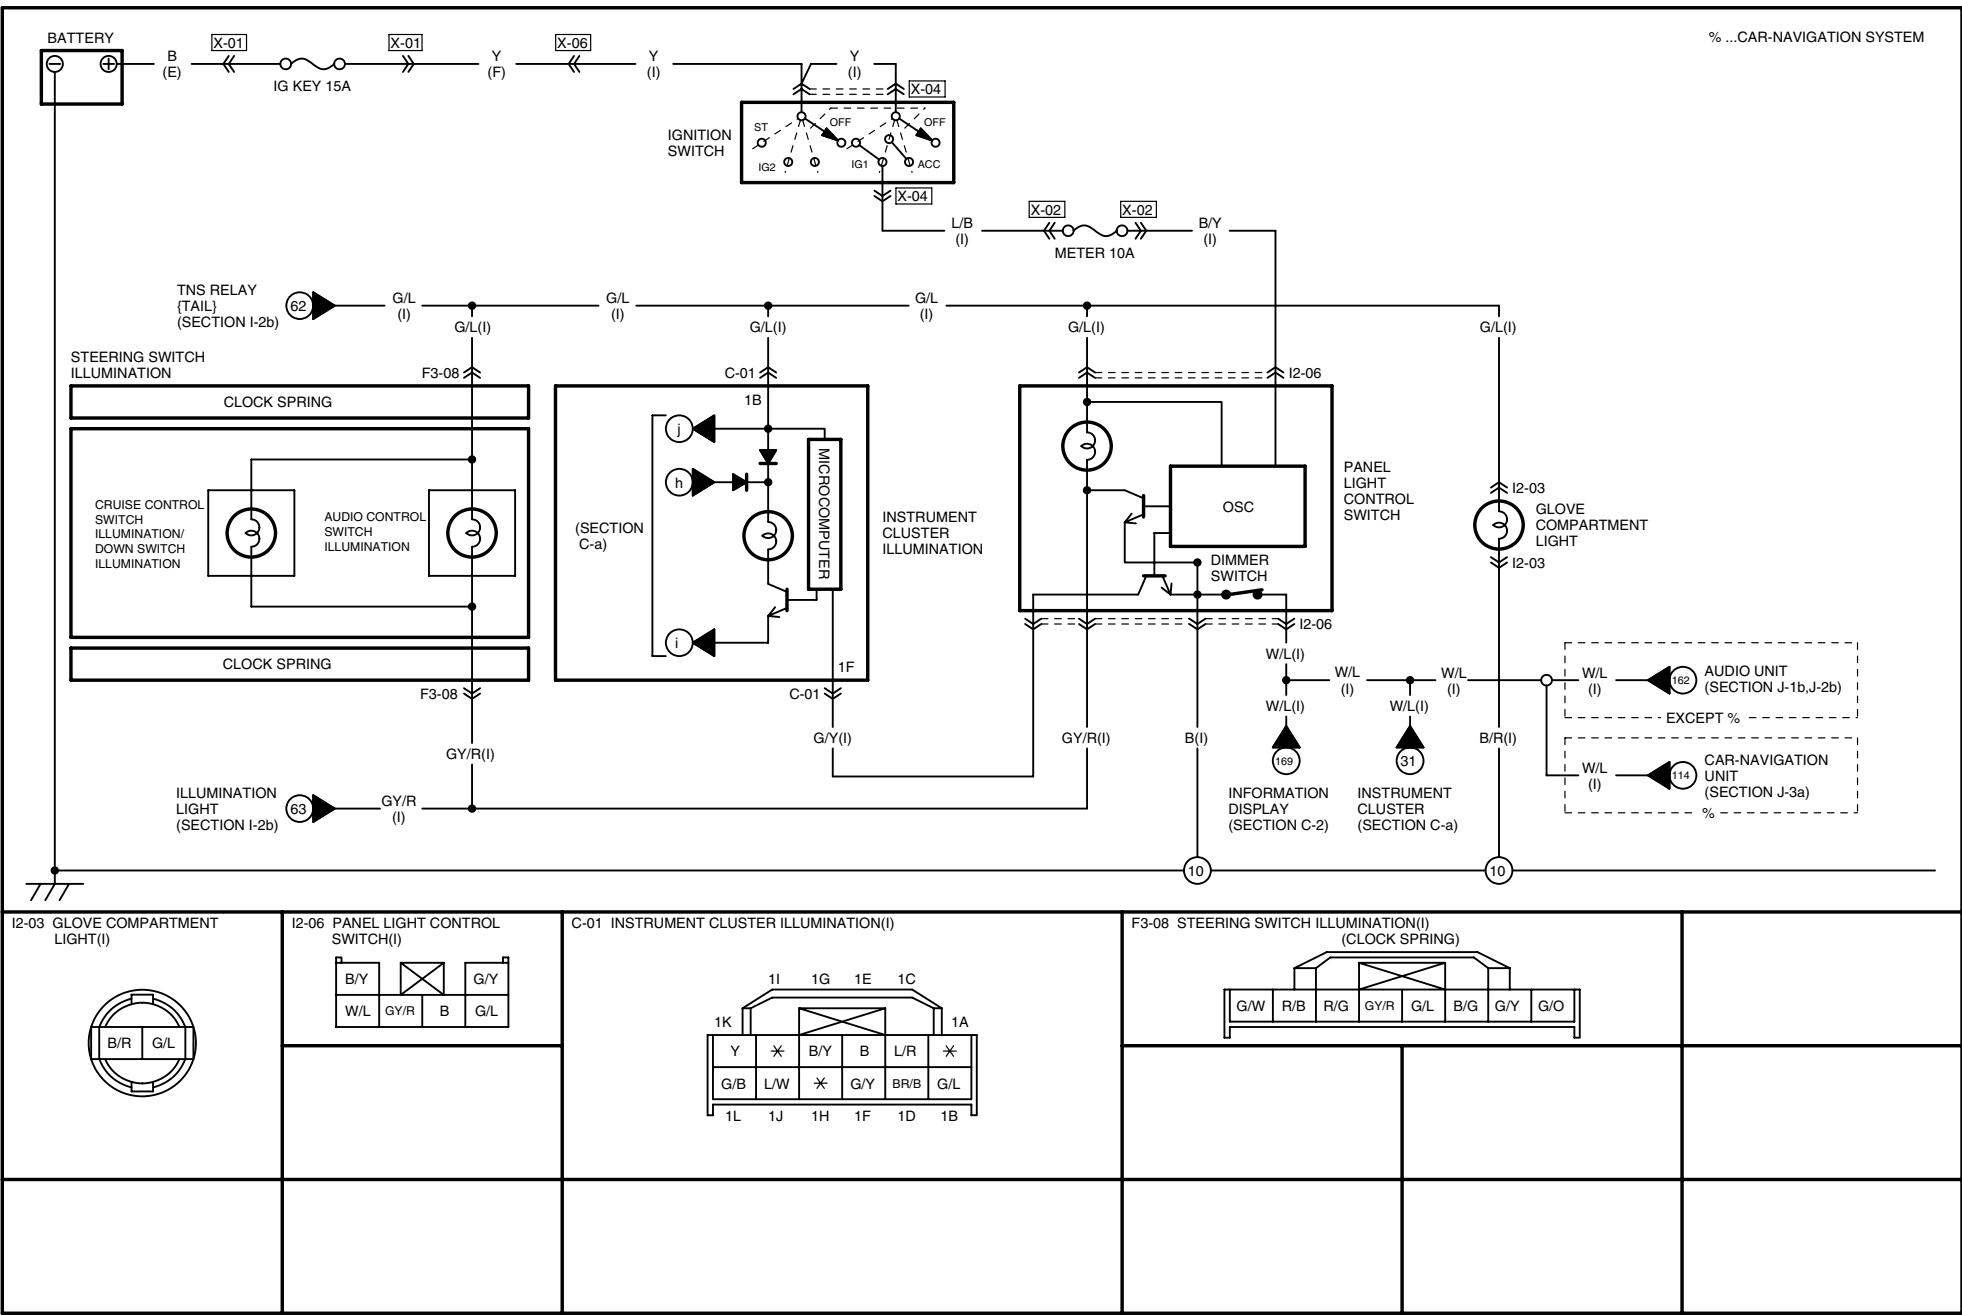 BATTERY
B
(E)
X-01
IG KEY 15A
X-01
Y
(F)
X-06
Y
(I)
Y
(I)
X-04
% ...CAR-NAVIGATION SYSTEM
IGNITION
SWITCH
ST
OFF
IG2
IG1
OFF
ACC
X-04
L/B
(I)
X-02
METER 10A
X-02
B/Y
(I)
TNS RELAY
{TAIL}
(SECTION I-2b)
62
G/L
(I)
G/L
(I)
G/L
(I)
G/L(I)
G/L(I)
G/L(I)
G/L(I)
STEERING SWITCH
ILLUMINATION
F3-08
CLOCK SPRING
CRUISE CONTROL
SWITCH
ILLUMINATION/
DOWN SWITCH
ILLUMINATION
AUDIO CONTROL
SWITCH
ILLUMINATION
CLOCK SPRING
F3-08
GY/R(I)
C-01
1B
j
h
i
(SECTION
C-a)
MICROCOMPUTER
INSTRUMENT
CLUSTER
ILLUMINATION
1F
C-01
G/Y(I)
I2-06
OSC
DIMMER
SWITCH
PANEL
LIGHT
CONTROL
SWITCH
I2-06
I2-03
GLOVE
COMPARTMENT
LIGHT
I2-03
W/L(I)
W/L
(I)
W/L
(I)
W/L(I)
W/L(I)
GY/R(I)
B(I)
B/R(I)
169
INFORMATION
DISPLAY
(SECTION C-2)
31
INSTRUMENT
CLUSTER
(SECTION C-a)
W/L
(I)
162
AUDIO UNIT
(SECTION J-1b,J-2b)
EXCEPT %
W/L
(I)
114
CAR-NAVIGATION
UNIT
(SECTION J-3a)
%
ILLUMINATION
LIGHT
(SECTION I-2b)
63
GY/R
(I)
10
10
I2-03 GLOVE COMPARTMENT
LIGHT(I)
B/R G/L
I2-06 PANEL LIGHT CONTROL
SWITCH(I)
B/Y G/Y
W/L GY/R B G/L
C-01 INSTRUMENT CLUSTER ILLUMINATION(I)
1I 1G 1E 1C
1K 1A
Y * B/Y B L/R *
G/B L/W * G/Y BR/B G/L
1L 1J 1H 1F 1D 1B
F3-08 STEERING SWITCH ILLUMINATION(I)
(CLOCK SPRING)
G/W R/B R/G GY/R G/L B/G G/Y G/O